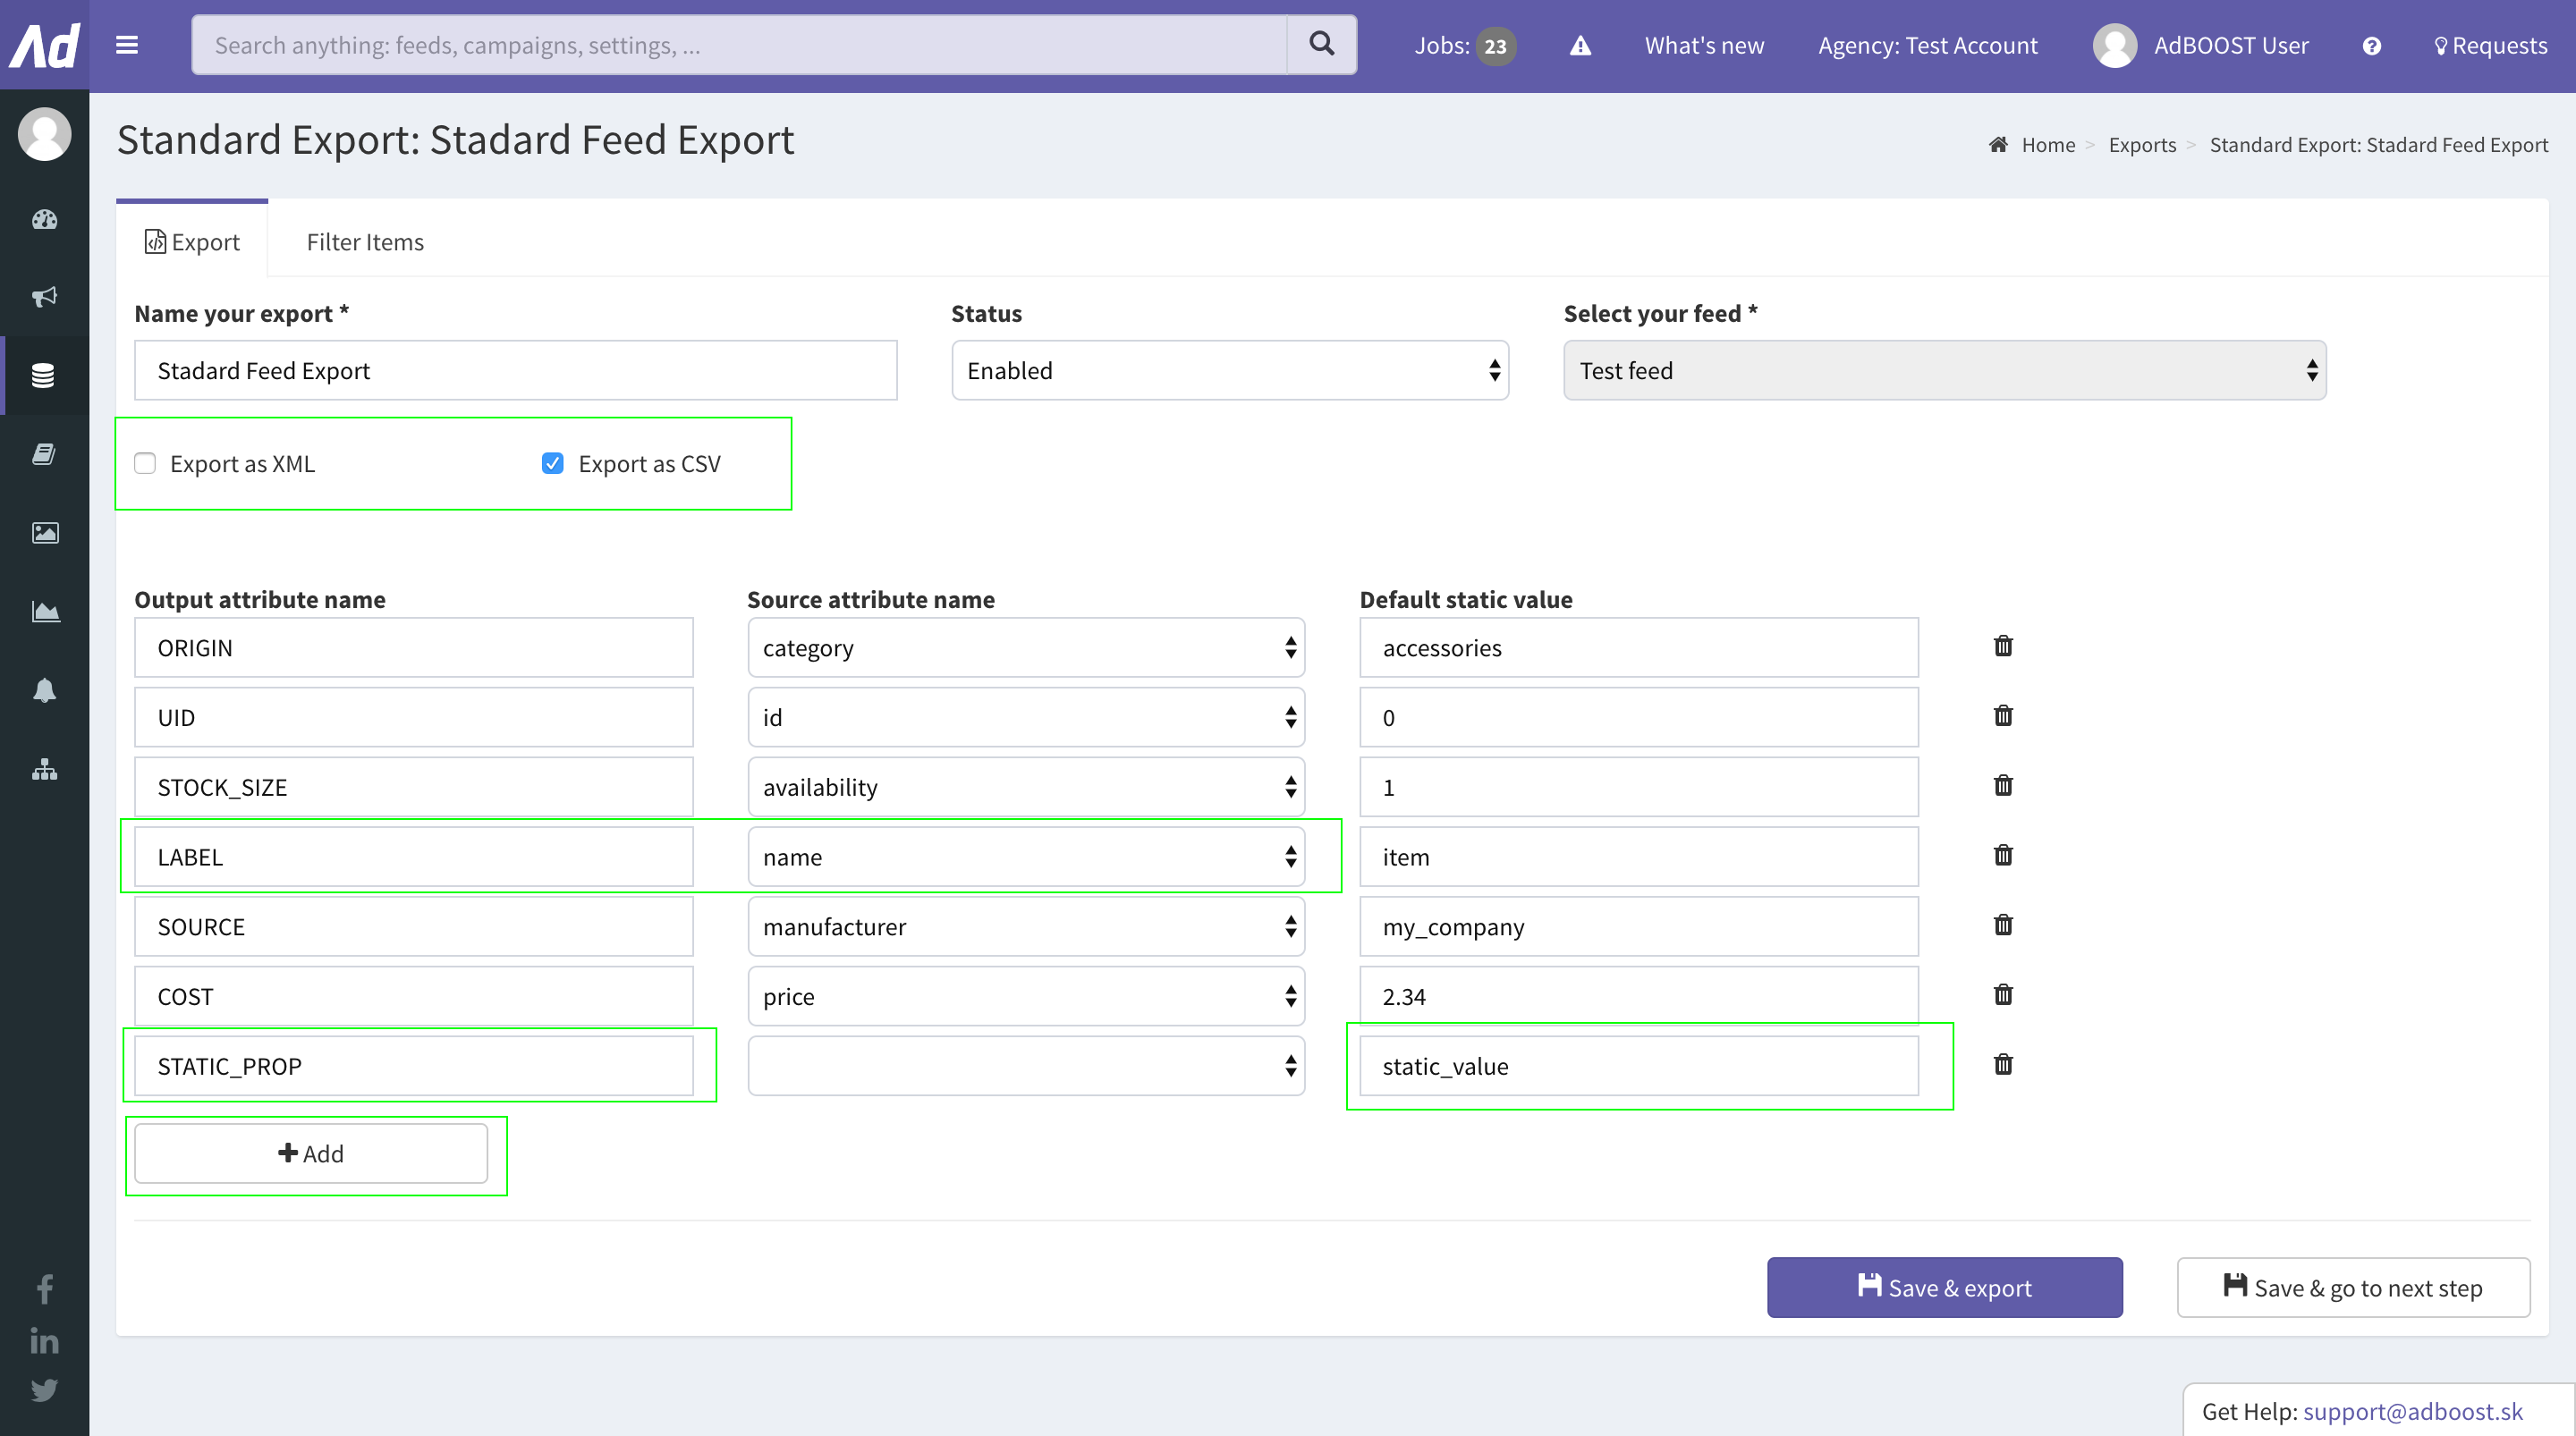 Ad
Search anything: feeds, campaigns, settings, ...
Jobs: 23
What's new
Agency: Test Account
AdBOOST User
Requests
Standard Export: Stadard Feed Export
Home > Exports > Standard Export: Stadard Feed Export
Export
Filter Items
Name your export * Status Select your feed *
Stadard Feed Export Enabled Test feed
Export as XML Export as CSV
Output attribute name Source attribute name Default static value
ORIGIN category accessories
UID id 0
STOCK_SIZE availability 1
LABEL name item
SOURCE manufacturer my_company
COST price 2.34
STATIC_PROP static_value
Add
Save & export
Save & go to next step
Get Help: support@adboost.sk